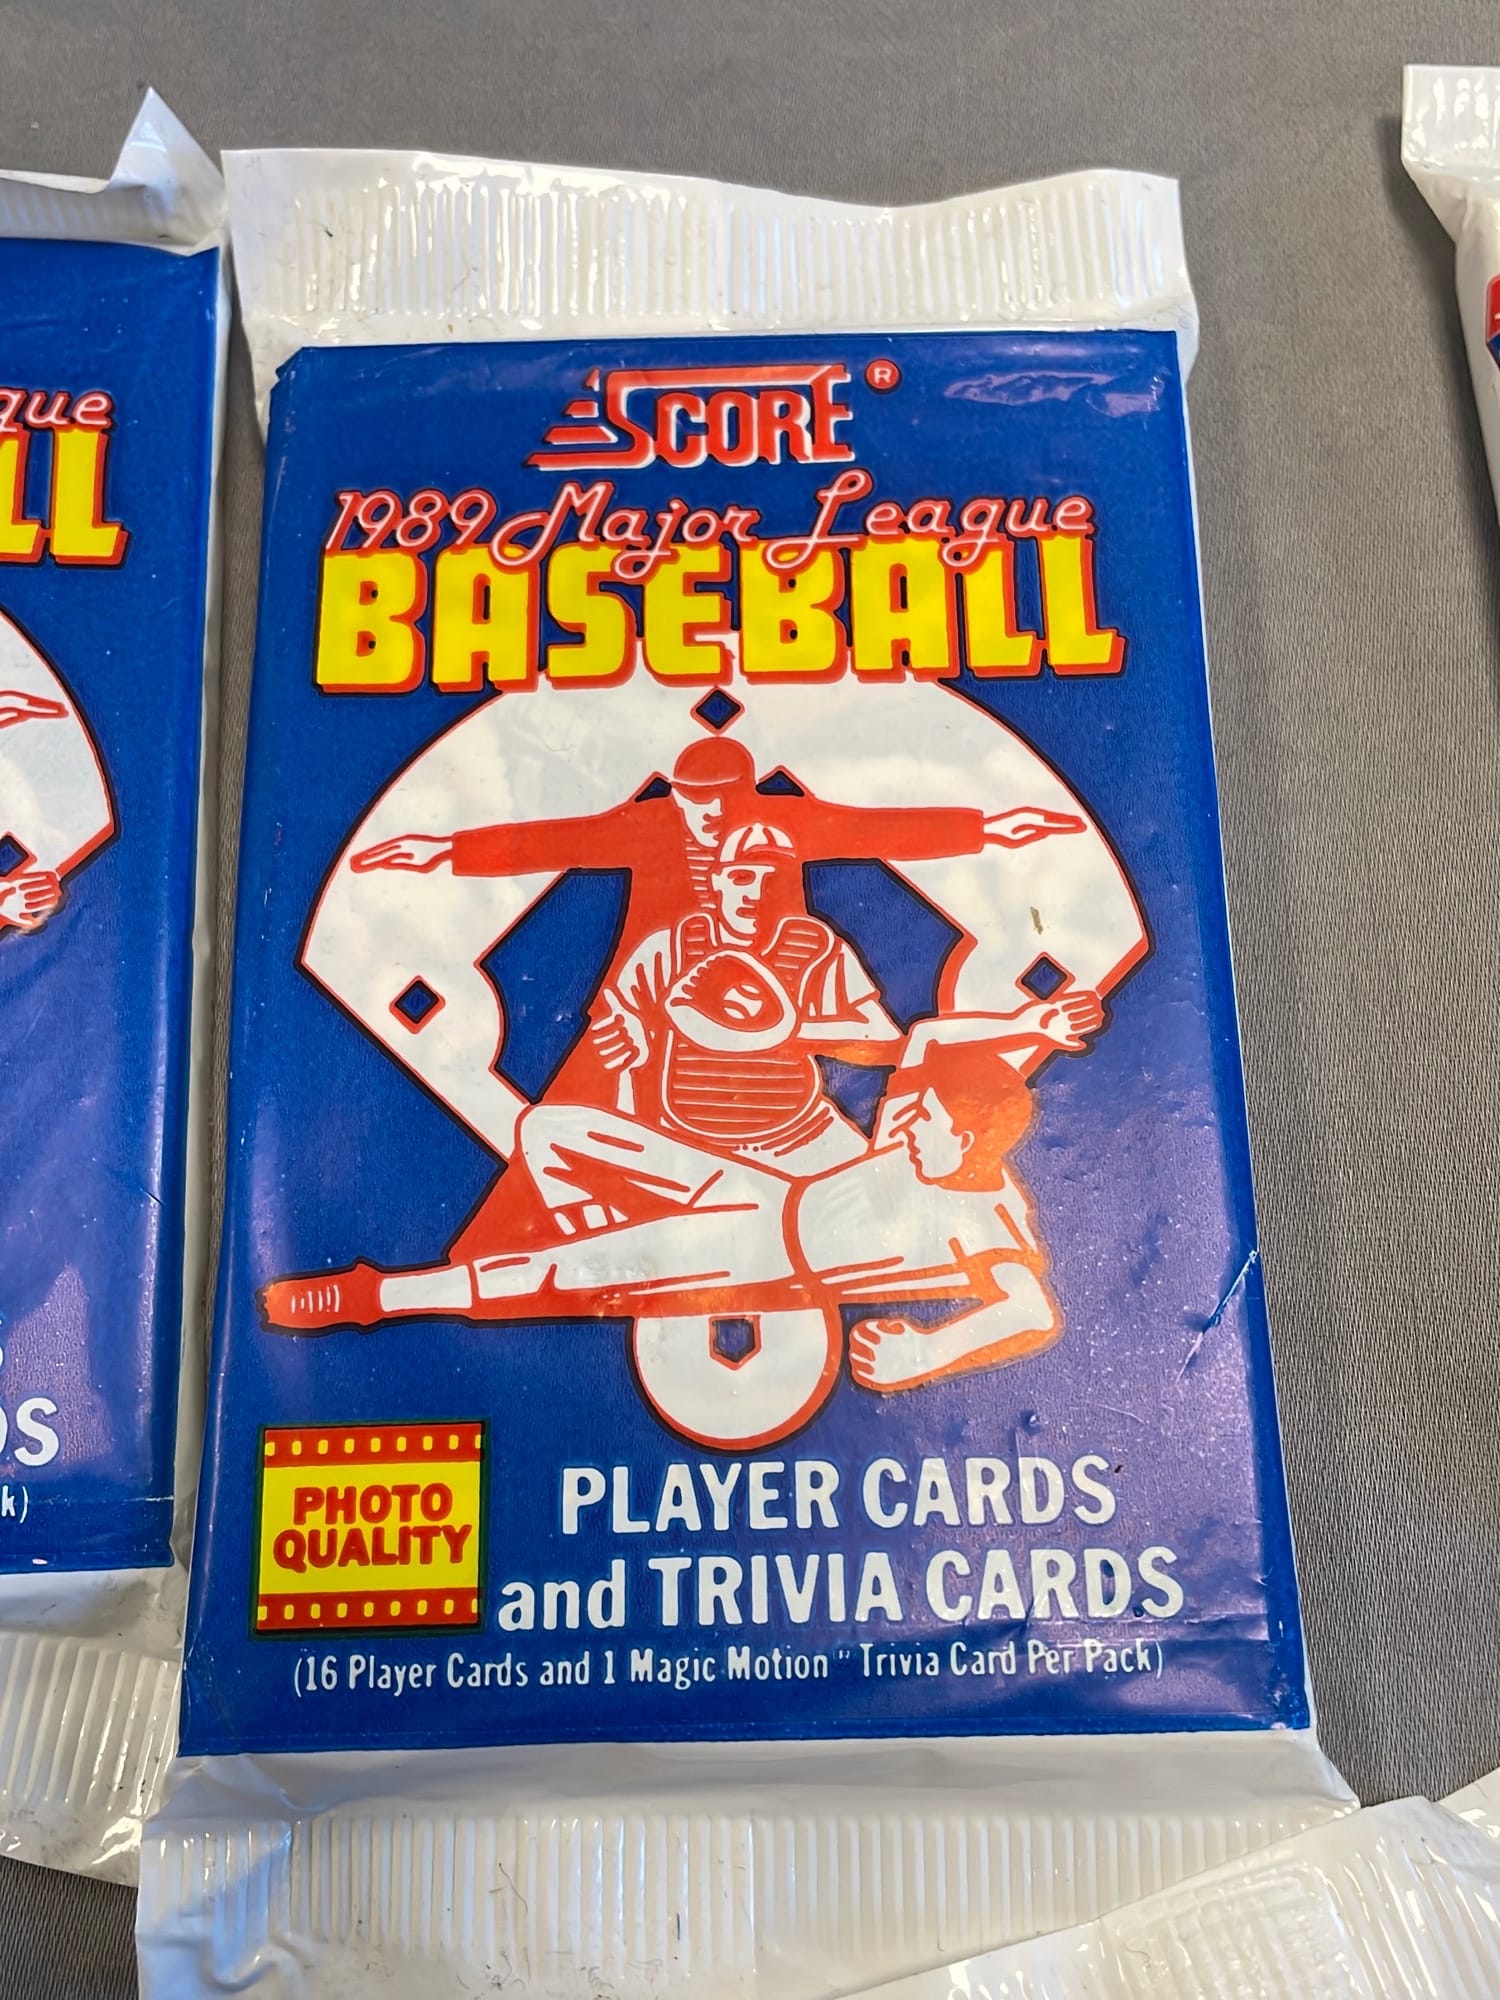 SCORE ®
1989 Major League
BASEBALL
PHOTO
QUALITY
PLAYER CARDS
and TRIVIA CARDS
(16 Player Cards and 1 Magic Motion™ Trivia Card Per Pack)